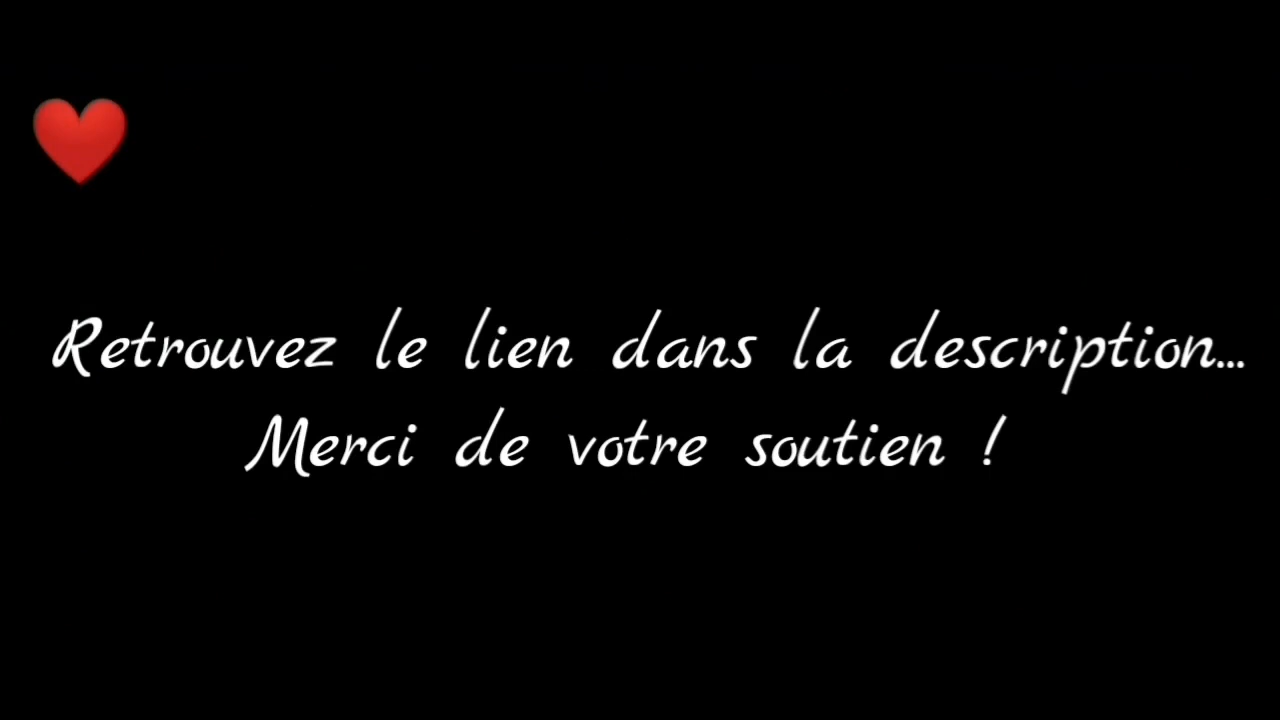 Retrouvez le lien dans la description...
Merci de votre soutien !